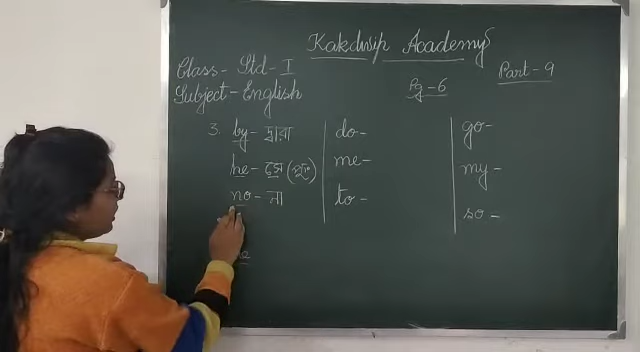 Kakdwip Academy
Class - Std - I
Subject - English
Pg - 6
Part - 9
3. by - দ্বারা
he - সে (পুং)
no - না
do -
me -
to -
go -
my -
so -